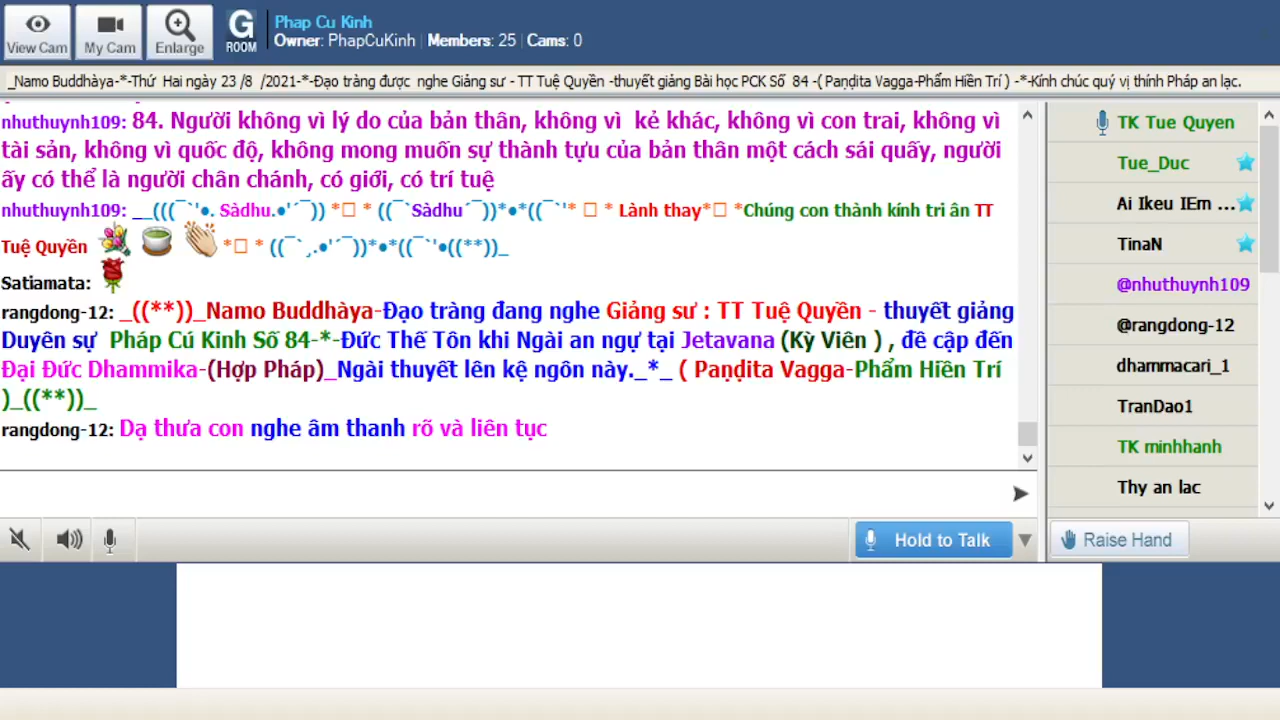 View Cam
My Cam
Enlarge
G
ROOM
Phap Cu Kinh
Owner: PhapCuKinh | Members: 25 | Cams: 0
_Namo Buddhàya-*-Thứ Hai ngày 23 /8 /2021-*-Đạo tràng được nghe Giảng sư - TT Tuệ Quyền -thuyết giảng Bài học PCK Số 84 -( Paṇḍita Vagga-Phẩm Hiền Trí ) -*-Kính chúc quý vị thính Pháp an lạc.
nhuthuynh109: 84. Người không vì lý do của bản thân, không vì kẻ khác, không vì con trai, không vì
tài sản, không vì quốc độ, không mong muốn sự thành tựu của bản thân một cách sái quấy, người
ấy có thể là người chân chánh, có giới, có trí tuệ
nhuthuynh109: __(((¯`'•. Sàdhu.•'´¯)) *▯ * ((¯`Sàdhu´¯))*•*((¯`'* ▯ * Lành thay*▯ *Chúng con thành kính tri ân TT
Tuệ Quyền *▯ * ((¯`¸.•'´¯))*•*((¯`'•((**))_
Satiamata:
rangdong-12: _((**))_Namo Buddhàya-Đạo tràng đang nghe Giảng sư : TT Tuệ Quyền - thuyết giảng
Duyên sự Pháp Cú Kinh Số 84-*-Đức Thế Tôn khi Ngài an ngự tại Jetavana (Kỳ Viên ) , đề cập đến
Đại Đức Dhammika-(Hợp Pháp)_Ngài thuyết lên kệ ngôn này._*_ ( Paṇḍita Vagga-Phẩm Hiền Trí
)_((**))_
rangdong-12: Dạ thưa con nghe âm thanh rõ và liên tục
TK Tue Quyen
Tue_Duc
Ai Ikeu IEm ...
TinaN
@nhuthuynh109
@rangdong-12
dhammacari_1
TranDao1
TK minhhanh
Thy an lac
Hold to Talk
Raise Hand